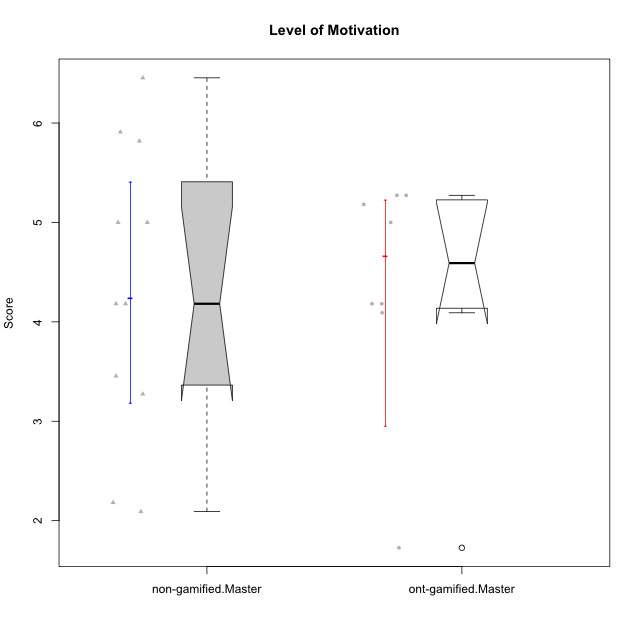 Level of Motivation
Score
6
5
4
3
2
non-gamified.Master
ont-gamified.Master